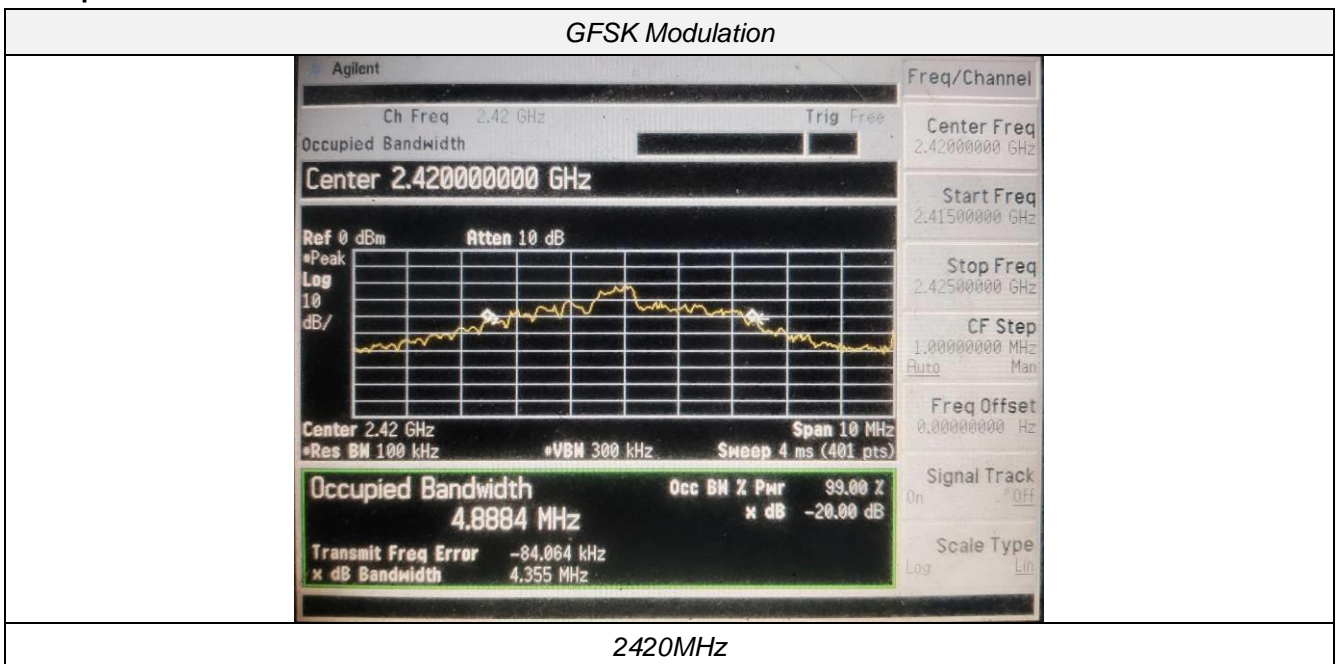 GFSK Modulation
Agilent
Freq/Channel
Ch Freq 2.42 GHz Trig Free
Occupied Bandwidth
Center Freq
2.42000000 GHz
Center 2.420000000 GHz
Start Freq
2.41500000 GHz
Ref 0 dBm Atten 10 dB
Peak
Log
10
dB/
Stop Freq
2.42500000 GHz
CF Step
1.00000000 MHz
Auto Man
Freq Offset
0.00000000 Hz
Center 2.42 GHz Span 10 MHz
Res BW 100 kHz VBW 300 kHz Sweep 4 ms (401 pts)
Signal Track
On Off
Occupied Bandwidth Occ BW % Pwr 99.00 %
4.8884 MHz x dB -20.00 dB
Transmit Freq Error -84.064 kHz
x dB Bandwidth 4.355 MHz
Scale Type
Log Lin
2420MHz